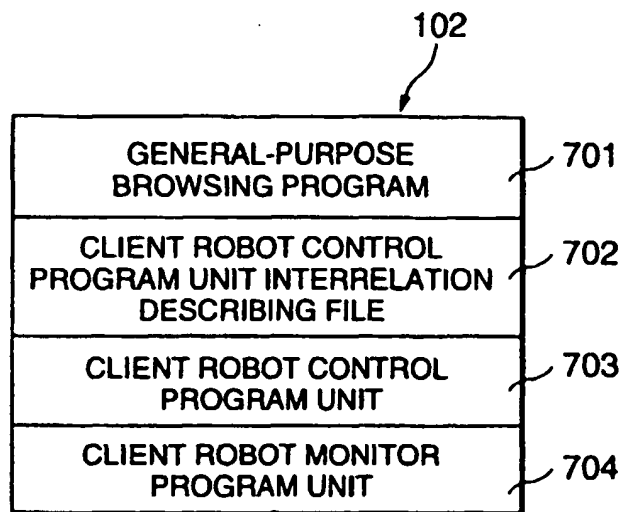 102
GENERAL-PURPOSE
BROWSING PROGRAM
701
CLIENT ROBOT CONTROL
PROGRAM UNIT INTERRELATION
DESCRIBING FILE
702
CLIENT ROBOT CONTROL
PROGRAM UNIT
703
CLIENT ROBOT MONITOR
PROGRAM UNIT
704